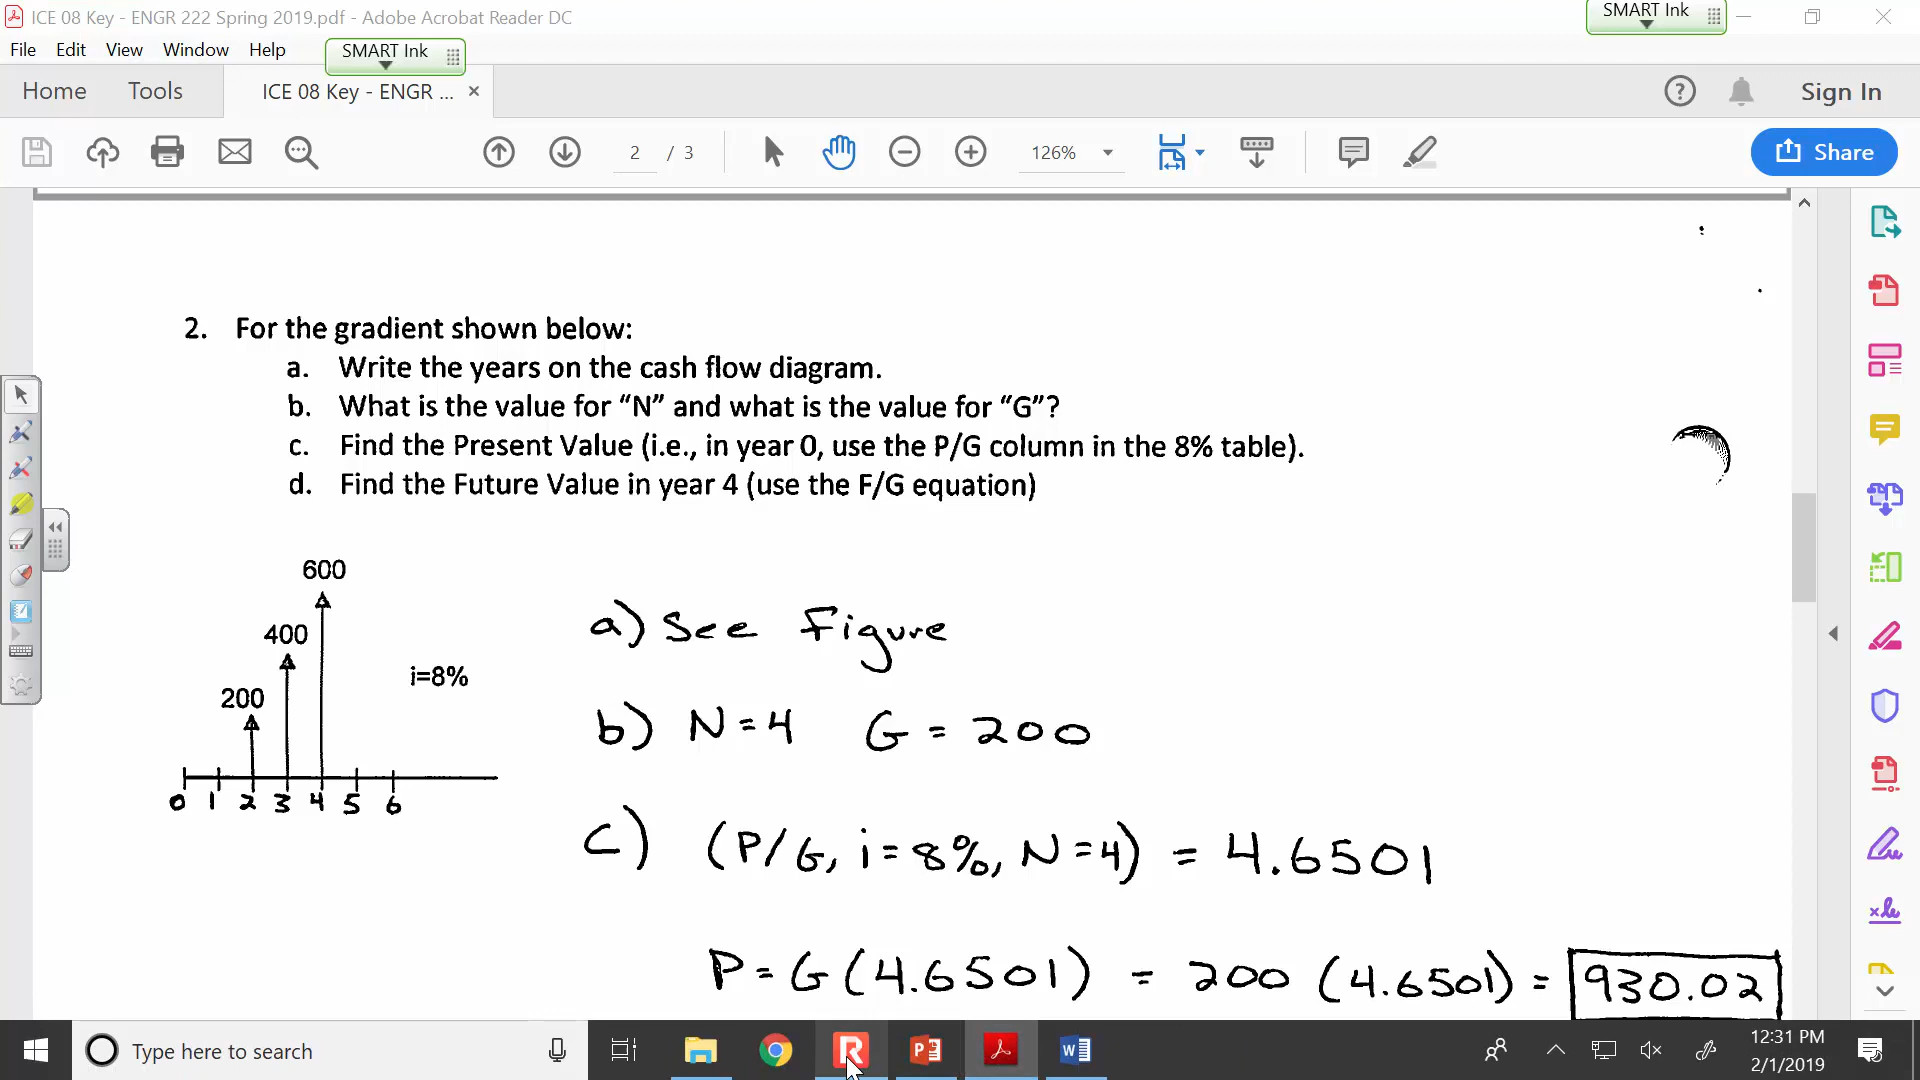 ICE 08 Key - ENGR 222 Spring 2019.pdf - Adobe Acrobat Reader DC
SMART Ink
File Edit View Window Help
SMART Ink
Home Tools ICE 08 Key - ENGR ... × Sign In
2 / 3 126% Share
2. For the gradient shown below:
a. Write the years on the cash flow diagram.
b. What is the value for “N” and what is the value for “G”?
c. Find the Present Value (i.e., in year 0, use the P/G column in the 8% table).
d. Find the Future Value in year 4 (use the F/G equation)
600
400
200
i=8%
0 1 2 3 4 5 6
a) See Figure
b) N = 4 G = 200
c) (P/G, i = 8%, N = 4) = 4.6501
P = G (4.6501) = 200 (4.6501) = 930.02
Type here to search
12:31 PM
2/1/2019